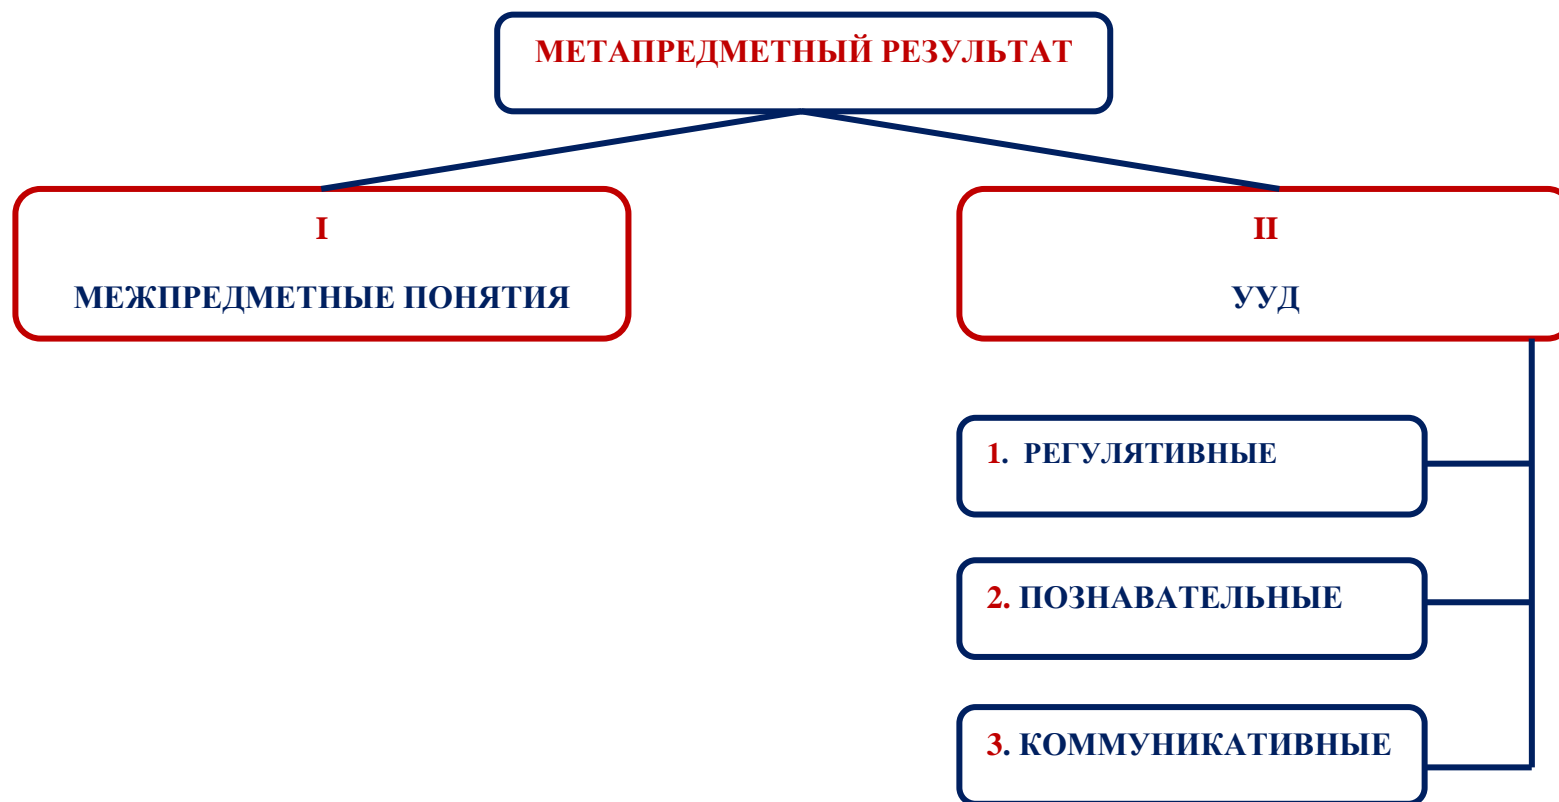 МЕТАПРЕДМЕТНЫЙ РЕЗУЛЬТАТ
I
МЕЖПРЕДМЕТНЫЕ ПОНЯТИЯ
II
УУД
1. РЕГУЛЯТИВНЫЕ
2. ПОЗНАВАТЕЛЬНЫЕ
3. КОММУНИКАТИВНЫЕ